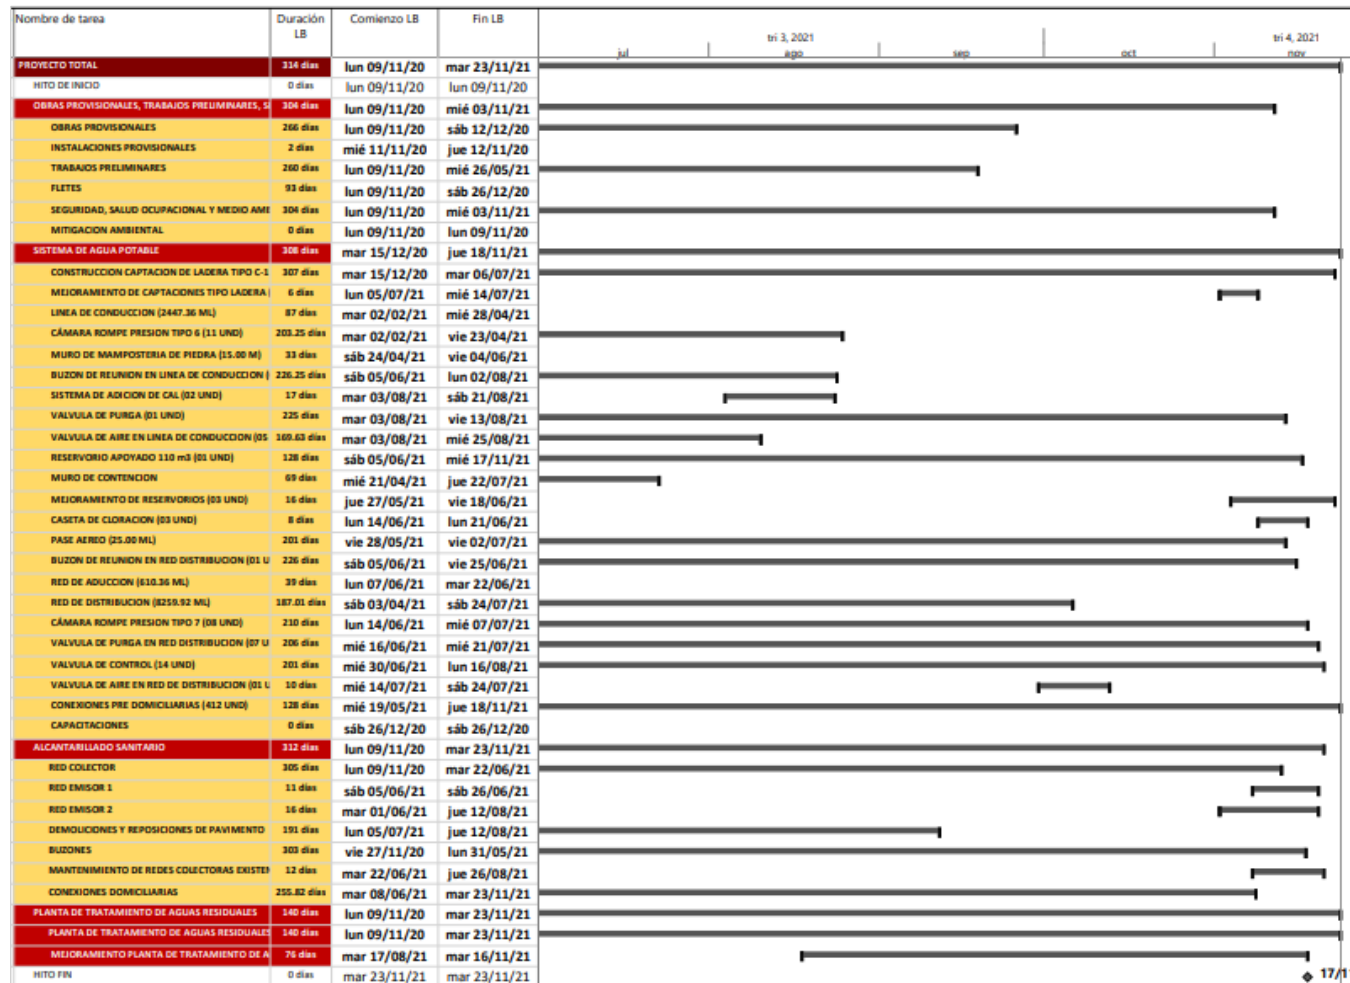 Nombre de tarea Duración LB Comienzo LB Fin LB
tri 3, 2021 tri 4, 2021
jul ago sep oct nov
PROYECTO TOTAL 314 días lun 09/11/20 mar 23/11/21
HITO DE INICIO 0 días lun 09/11/20 lun 09/11/20
OBRAS PROVISIONALES, TRABAJOS PRELIMINARES, 304 días lun 09/11/20 mié 03/11/21
OBRAS PROVISIONALES 266 días lun 09/11/20 sáb 12/12/20
INSTALACIONES PROVISIONALES 2 días mié 11/11/20 jue 12/11/20
TRABAJOS PRELIMINARES 260 días lun 09/11/20 mié 26/05/21
FLETES 93 días lun 09/11/20 sáb 26/12/20
SEGURIDAD, SALUD OCUPACIONAL Y MEDIO AME 304 días lun 09/11/20 mié 03/11/21
MITIGACION AMBIENTAL 0 días lun 09/11/20 lun 09/11/20
SISTEMA DE AGUA POTABLE 308 días mar 15/12/20 jue 18/11/21
CONSTRUCCION CAPTACION DE LADERA TIPO C-1 307 días mar 15/12/20 mar 06/07/21
MEJORAMIENTO DE CAPTACIONES TIPO LADERA ( 6 días lun 05/07/21 mié 14/07/21
LINEA DE CONDUCCION (2447.36 ML) 87 días mar 02/02/21 mié 28/04/21
CÁMARA ROMPE PRESION TIPO 6 (11 UND) 203.25 días mar 02/02/21 vie 23/04/21
MURO DE MAMPOSTERIA DE PIEDRA (15.00 M) 33 días sáb 24/04/21 vie 04/06/21
BUZON DE REUNION EN LINEA DE CONDUCCION ( 226.25 días sáb 05/06/21 lun 02/08/21
SISTEMA DE ADICION DE CAL (02 UND) 17 días mar 03/08/21 sáb 21/08/21
VALVULA DE PURGA (01 UND) 225 días mar 03/08/21 vie 13/08/21
VALVULA DE AIRE EN LINEA DE CONDUCCION (05 169.63 días mar 03/08/21 mié 25/08/21
RESERVORIO APOYADO 110 m3 (01 UND) 128 días sáb 05/06/21 mié 17/11/21
MURO DE CONTENCION 69 días mié 21/04/21 jue 22/07/21
MEJORAMIENTO DE RESERVORIOS (03 UND) 16 días jue 27/05/21 vie 18/06/21
CASETA DE CLORACION (03 UND) 8 días lun 14/06/21 lun 21/06/21
PASE AEREO (25.00 ML) 201 días vie 28/05/21 vie 02/07/21
BUZON DE REUNION EN RED DISTRIBUCION (01 U 226 días sáb 05/06/21 vie 25/06/21
RED DE ADUCCION (610.36 ML) 39 días lun 07/06/21 mar 22/06/21
RED DE DISTRIBUCION (8259.92 ML) 187.01 días sáb 03/04/21 sáb 24/07/21
CÁMARA ROMPE PRESION TIPO 7 (08 UND) 210 días lun 14/06/21 mié 07/07/21
VALVULA DE PURGA EN RED DISTRIBUCION (07 U 206 días mié 16/06/21 mié 21/07/21
VALVULA DE CONTROL (14 UND) 201 días mié 30/06/21 lun 16/08/21
VALVULA DE AIRE EN RED DE DISTRIBUCION (01 U 10 días mié 14/07/21 sáb 24/07/21
CONEXIONES PRE DOMICILIARIAS (412 UND) 128 días mié 19/05/21 jue 18/11/21
CAPACITACIONES 0 días sáb 26/12/20 sáb 26/12/20
ALCANTARILLADO SANITARIO 312 días lun 09/11/20 mar 23/11/21
RED COLECTOR 305 días lun 09/11/20 mar 22/06/21
RED EMISOR 1 11 días sáb 05/06/21 sáb 26/06/21
RED EMISOR 2 16 días mar 01/06/21 jue 12/08/21
DEMOLICIONES Y REPOSICIONES DE PAVIMENTO 191 días lun 05/07/21 jue 12/08/21
BUZONES 303 días vie 27/11/20 lun 31/05/21
MANTENIMIENTO DE REDES COLECTORAS EXISTEN 12 días mar 22/06/21 jue 26/08/21
CONEXIONES DOMICILIARIAS 255.82 días mar 08/06/21 mar 23/11/21
PLANTA DE TRATAMIENTO DE AGUAS RESIDUALES 140 días lun 09/11/20 mar 23/11/21
PLANTA DE TRATAMIENTO DE AGUAS RESIDUALES 140 días lun 09/11/20 mar 23/11/21
MEJORAMIENTO PLANTA DE TRATAMIENTO DE A 76 días mar 17/08/21 mar 16/11/21
HITO FIN 0 días mar 23/11/21 mar 23/11/21 17/1